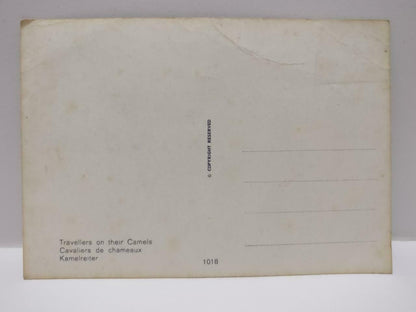 © COPYRIGHT RESERVED
Travellers on their Camels
Cavaliers de chameaux
Kamelreiter
1018